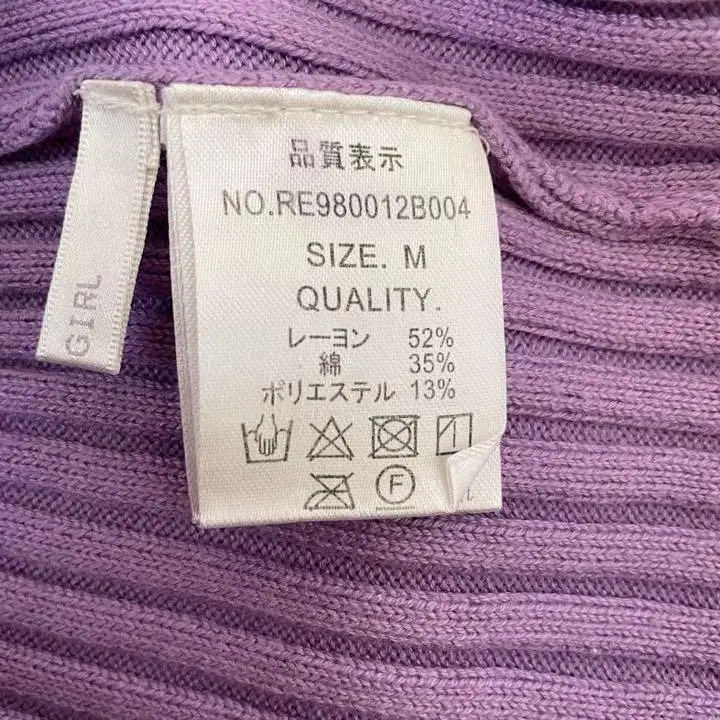 GIRL
品質表示
NO.RE980012B004
SIZE. M
QUALITY.
レーヨン 52%
綿 35%
ポリエステル 13%
F